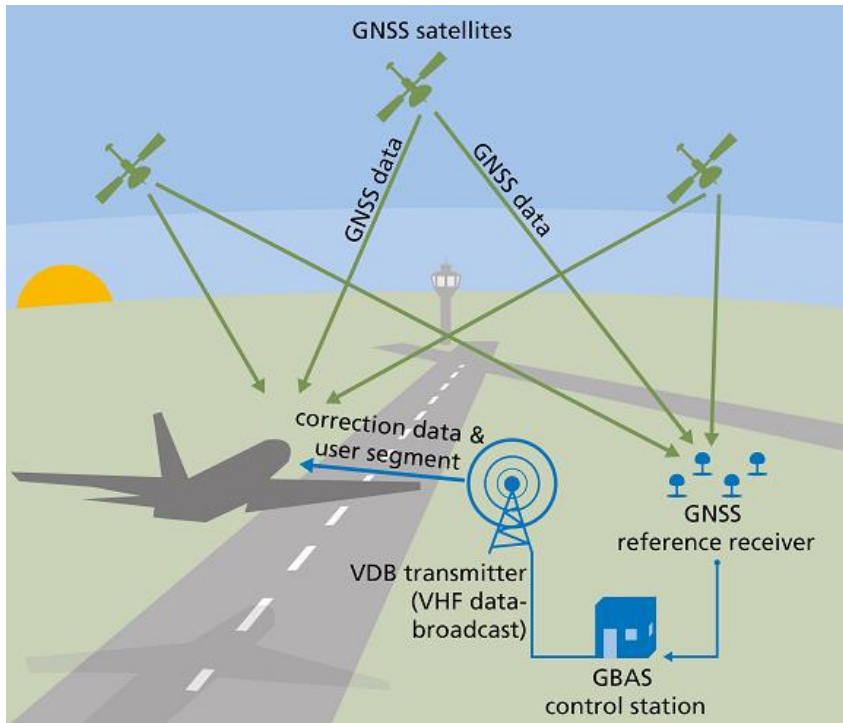 GNSS satellites
GNSS data
GNSS data
correction data &
user segment
GNSS
reference receiver
VDB transmitter
(VHF data-
broadcast)
GBAS
control station